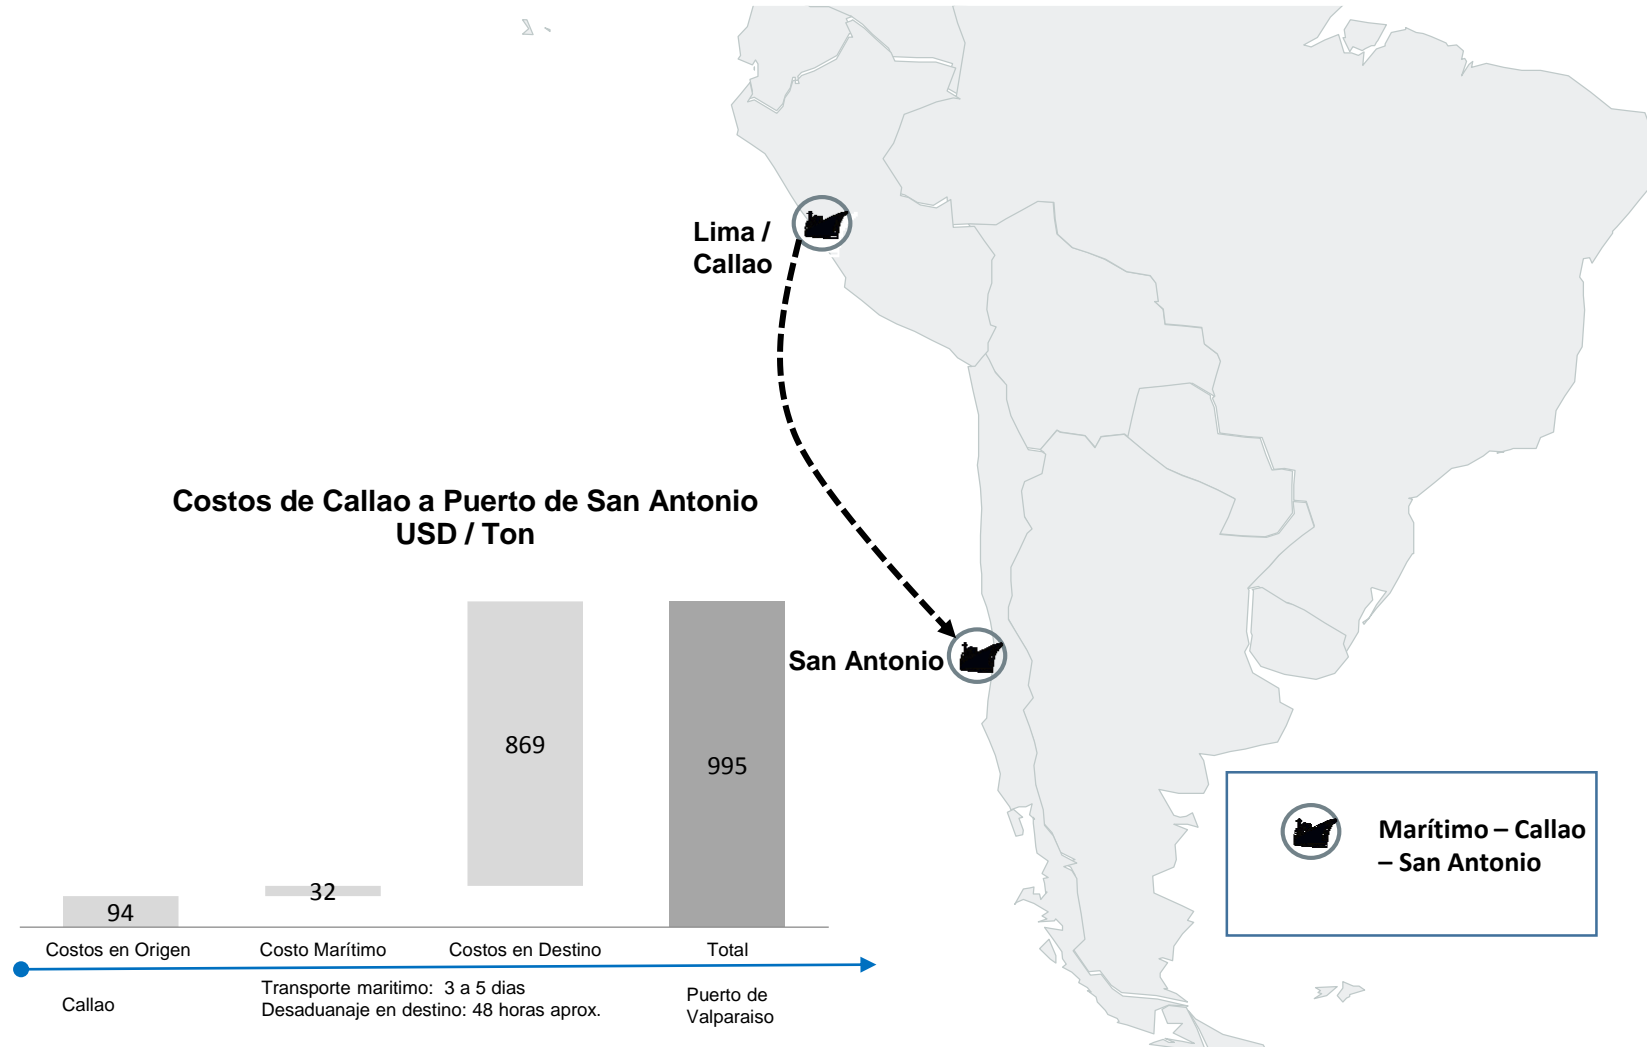 Lima /
Callao
San Antonio
Costos de Callao a Puerto de San Antonio
USD / Ton
94
32
869
995
Costos en Origen
Costo Marítimo
Costos en Destino
Total
Callao
Transporte maritimo:  3 a 5 dias
Desaduanaje en destino: 48 horas aprox.
Puerto de
Valparaiso
Marítimo – Callao
– San Antonio